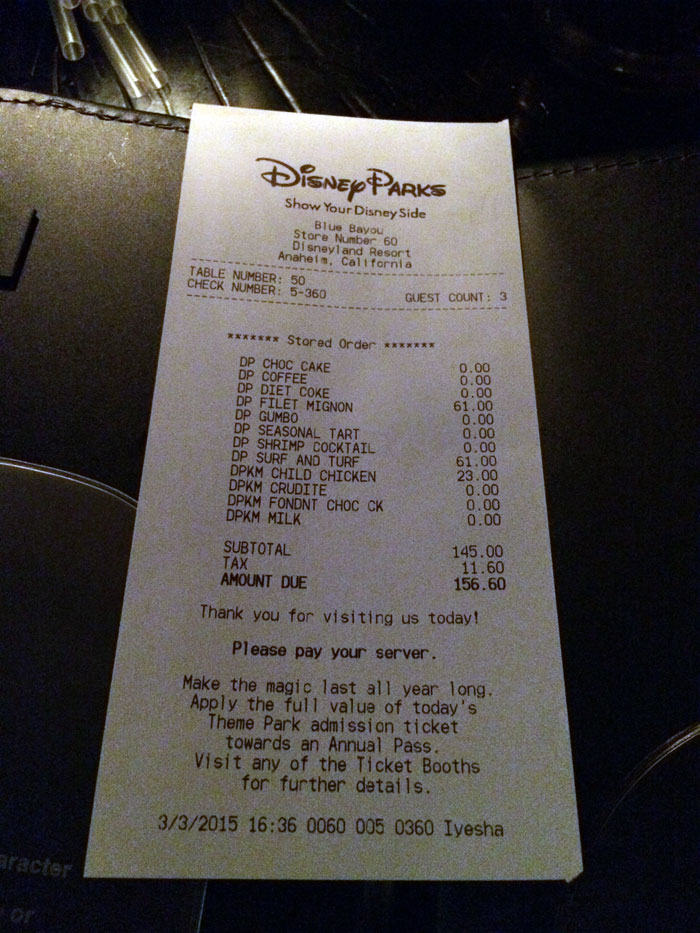 Disney Parks
Show Your Disney Side
Blue Bayou
Store Number 60
Disneyland Resort
Anaheim, California
TABLE NUMBER: 50
CHECK NUMBER: 5-360 GUEST COUNT: 3
******* Stored Order *******
DP CHOC CAKE 0.00
DP COFFEE 0.00
DP DIET COKE 0.00
DP FILET MIGNON 61.00
DP GUMBO 0.00
DP SEASONAL TART 0.00
DP SHRIMP COCKTAIL 0.00
DP SURF AND TURF 61.00
DPKM CHILD CHICKEN 23.00
DPKM CRUDITE 0.00
DPKM FONDNT CHOC CK 0.00
DPKM MILK 0.00
SUBTOTAL 145.00
TAX 11.60
AMOUNT DUE 156.60
Thank you for visiting us today!
Please pay your server.
Make the magic last all year long.
Apply the full value of today's
Theme Park admission ticket
towards an Annual Pass.
Visit any of the Ticket Booths
for further details.
3/3/2015 16:36 0060 005 0360 Iyesha
aracter
or